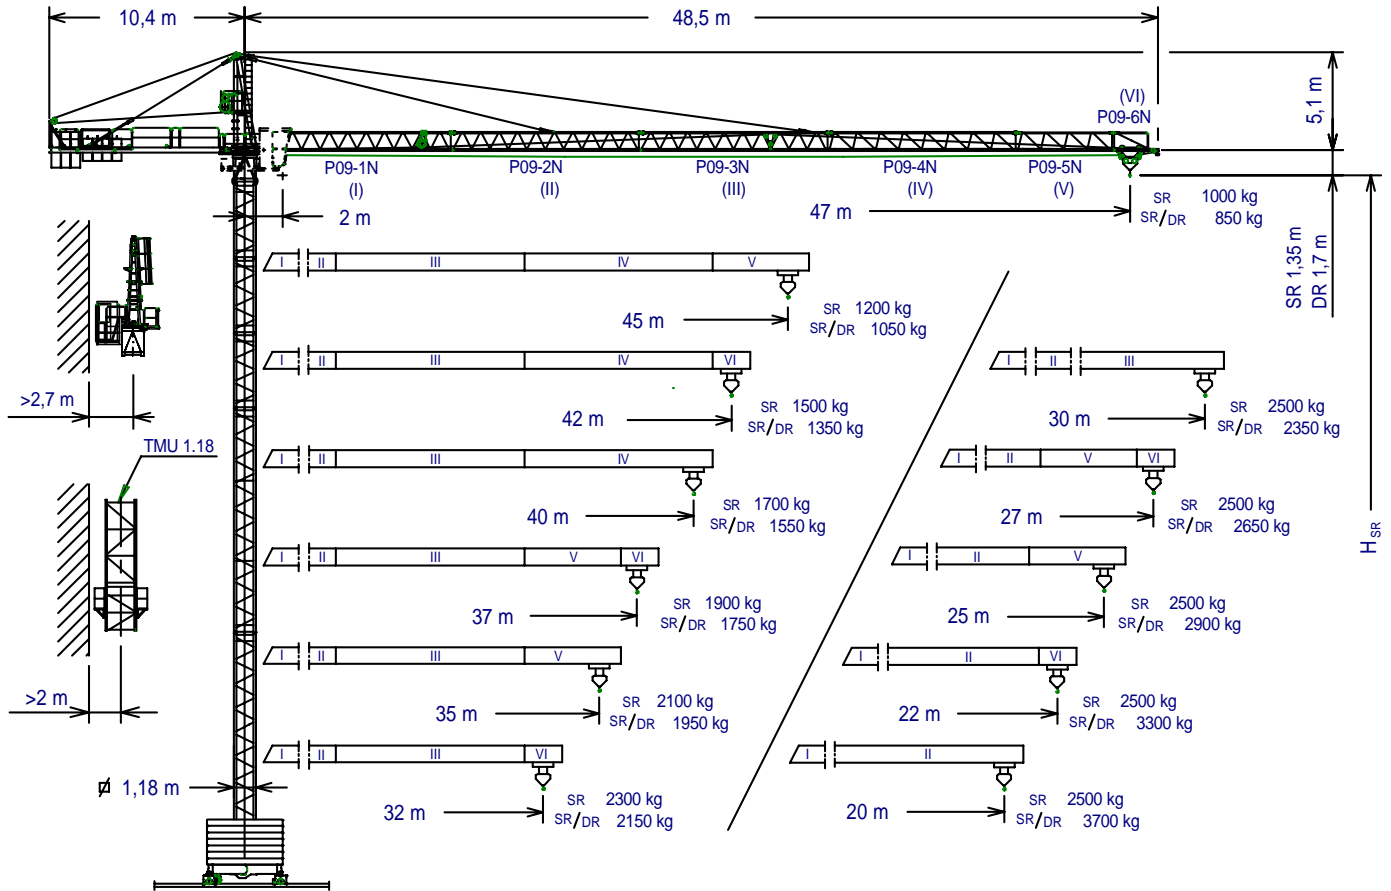 10,4 m
48,5 m
5,1 m
(VI)
P09-6N
P09-1N
(I)
P09-2N
(II)
P09-3N
(III)
P09-4N
(IV)
P09-5N
(V)
2 m
47 m
SR 1000 kg
SR/DR 850 kg
SR 1,35 m
DR 1,7 m
H SR
I II III IV V
45 m
SR 1200 kg
SR/DR 1050 kg
I II III IV VI
42 m
SR 1500 kg
SR/DR 1350 kg
I II III IV
40 m
SR 1700 kg
SR/DR 1550 kg
I II III V VI
37 m
SR 1900 kg
SR/DR 1750 kg
I II III V
35 m
SR 2100 kg
SR/DR 1950 kg
I II III VI
32 m
SR 2300 kg
SR/DR 2150 kg
I II III
30 m
SR 2500 kg
SR/DR 2350 kg
I II V VI
27 m
SR 2500 kg
SR/DR 2650 kg
I II V
25 m
SR 2500 kg
SR/DR 2900 kg
I II VI
22 m
SR 2500 kg
SR/DR 3300 kg
I II
20 m
SR 2500 kg
SR/DR 3700 kg
>2,7 m
TMU 1.18
>2 m
1,18 m